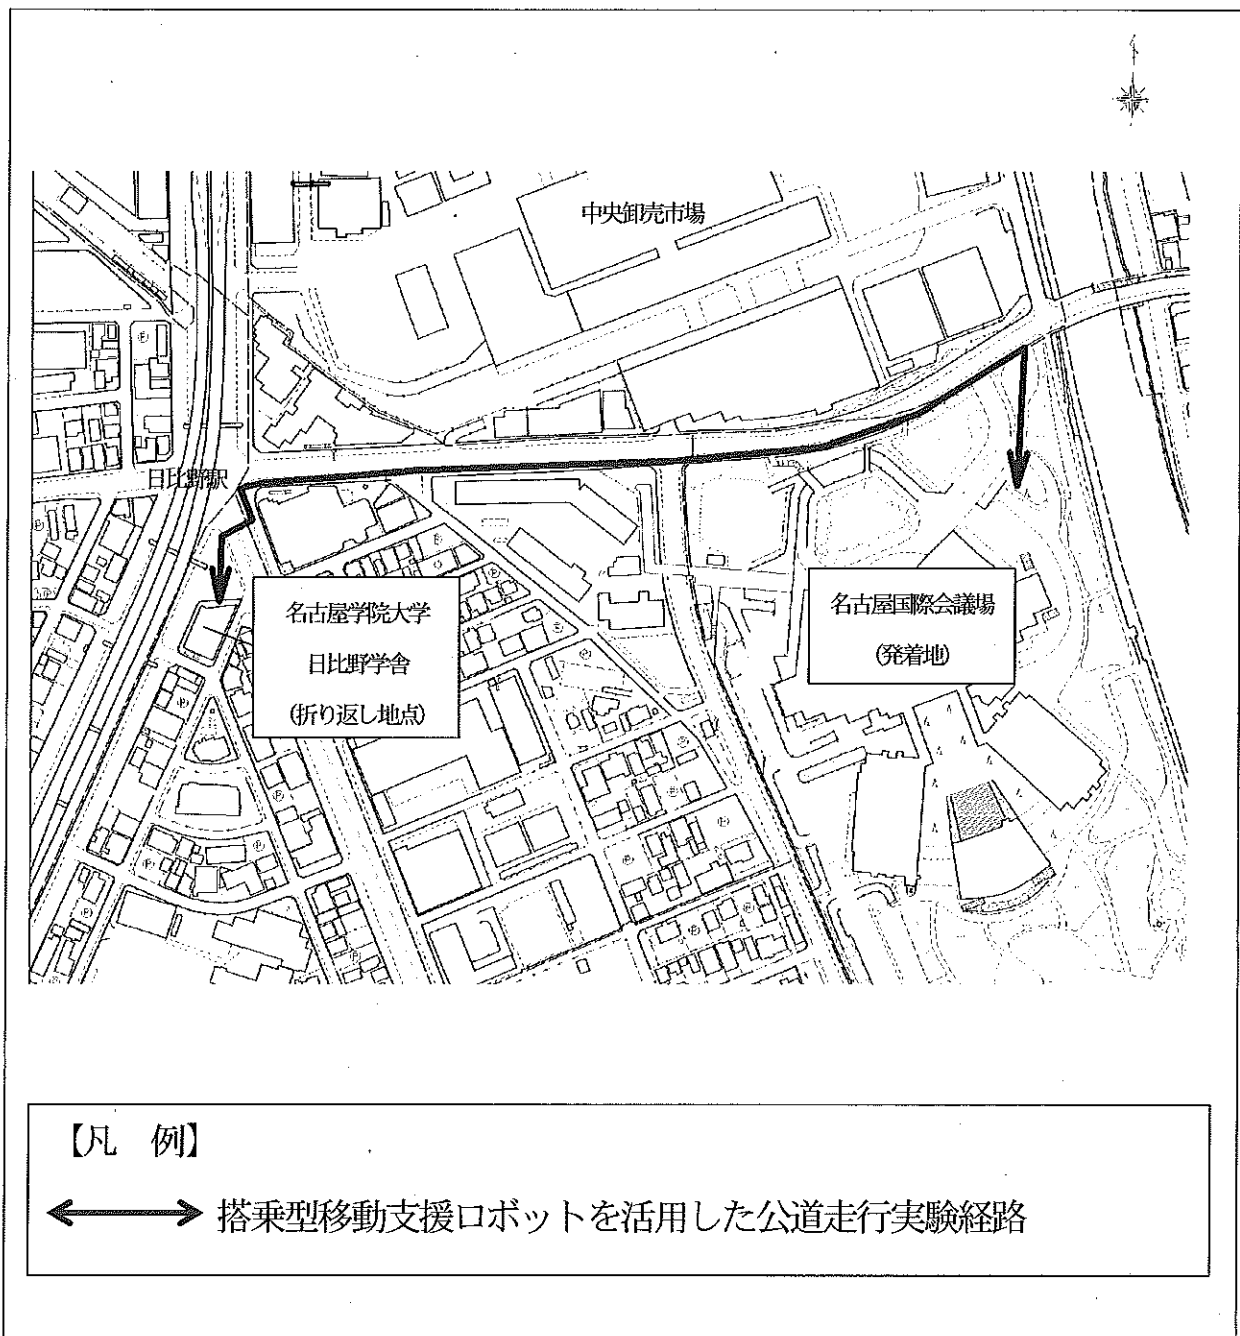 中央卸売市場
日比野駅
名古屋学院大学
日比野学舎
(折り返し地点)
名古屋国際会議場
(発着地)
【凡 例】
搭乗型移動支援ロボットを活用した公道走行実験経路